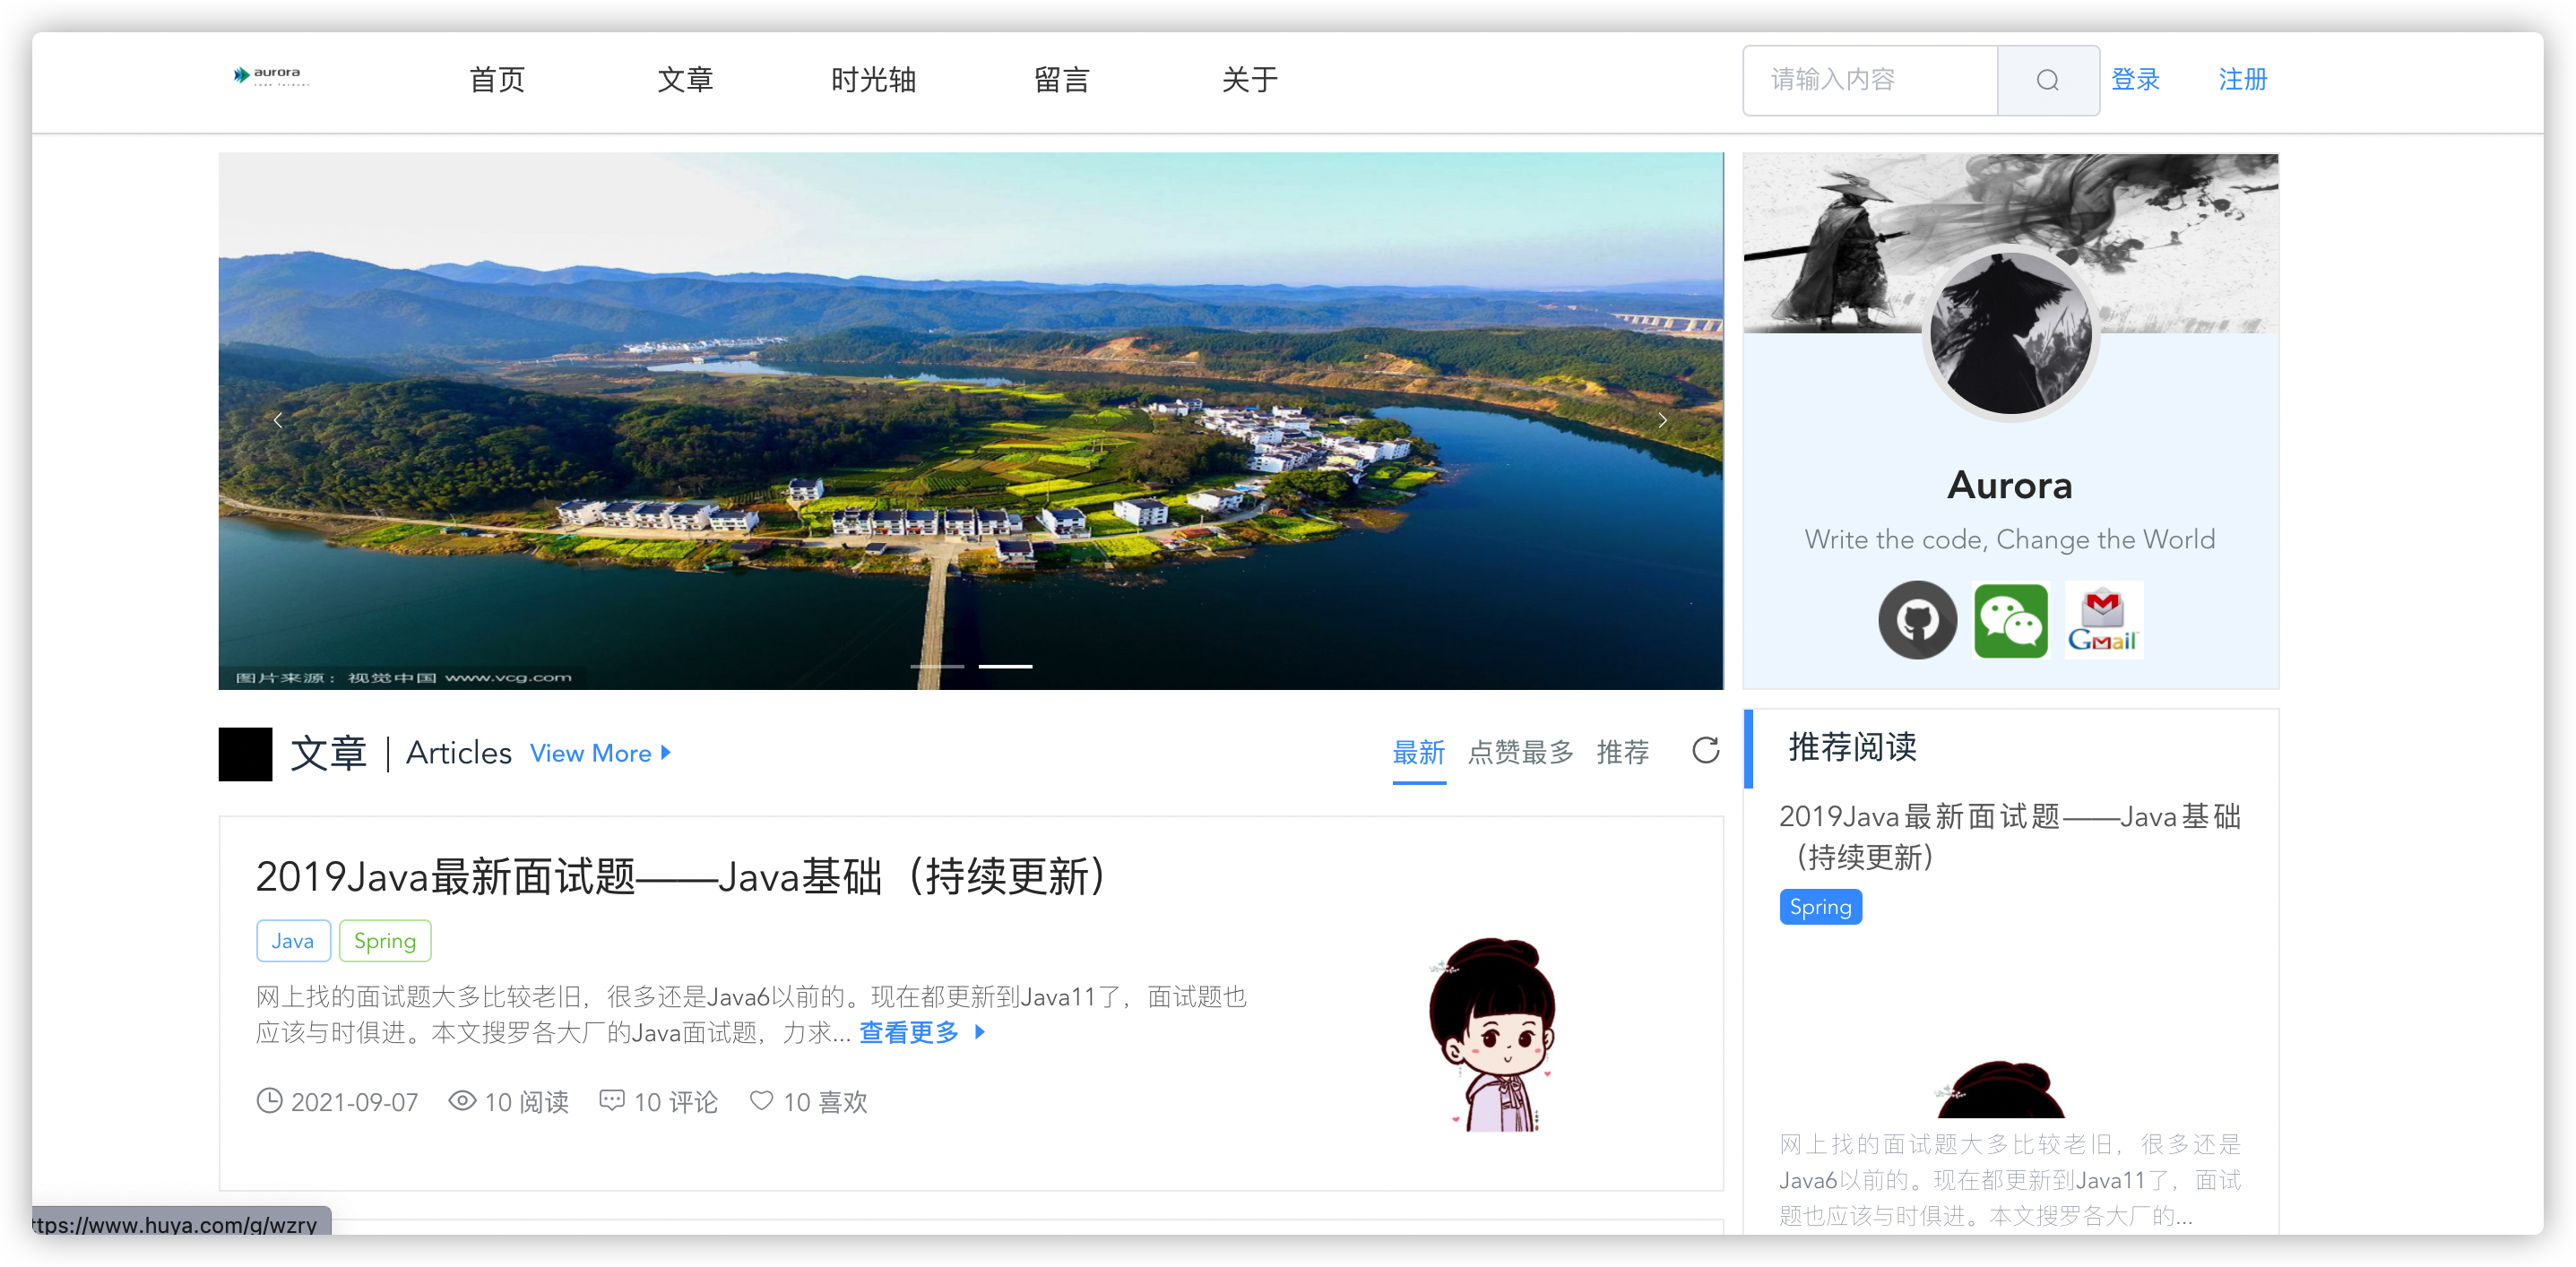 aurora
首页
文章
时光轴
留言
关于
请输入内容
登录
注册
图片来源：视觉中国 www.vcg.com
Aurora
Write the code, Change the World
Gmail
文章 | Articles View More
最新 点赞最多 推荐
2019Java最新面试题——Java基础（持续更新）
Java Spring
网上找的面试题大多比较老旧，很多还是Java6以前的。现在都更新到Java11了，面试题也
应该与时俱进。本文搜罗各大厂的Java面试题，力求... 查看更多
2021-09-07 10 阅读 10 评论 10 喜欢
推荐阅读
2019Java最新面试题——Java基础
（持续更新）
Spring
网上找的面试题大多比较老旧，很多还是
Java6以前的。现在都更新到Java11了，面试
题也应该与时俱进。本文搜罗各大厂的...
ttps://www.huya.com/g/wzry